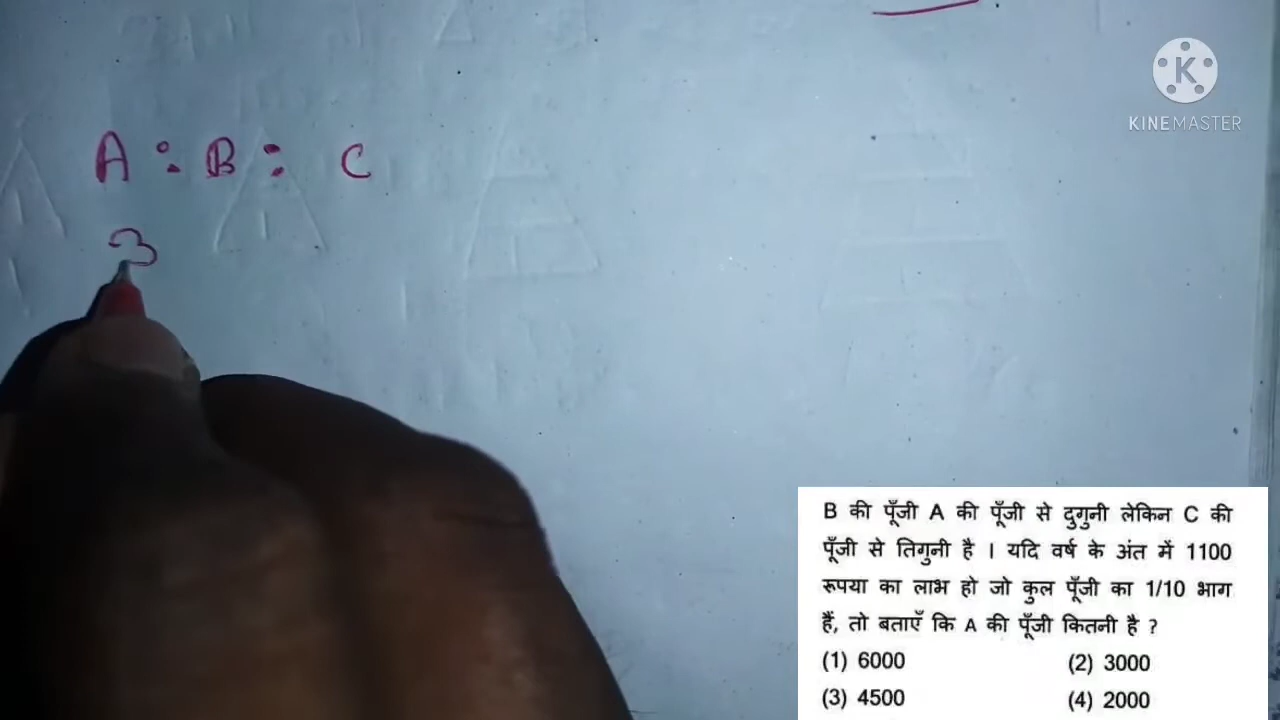 KINEMASTER
A : B : C
3
B की पूँजी A की पूँजी से दुगुनी लेकिन C की
पूँजी से तिगुनी है । यदि वर्ष के अंत में 1100
रूपया का लाभ हो जो कुल पूँजी का 1/10 भाग
हैं, तो बताएँ कि A की पूँजी कितनी है ?
(1) 6000 (2) 3000
(3) 4500 (4) 2000